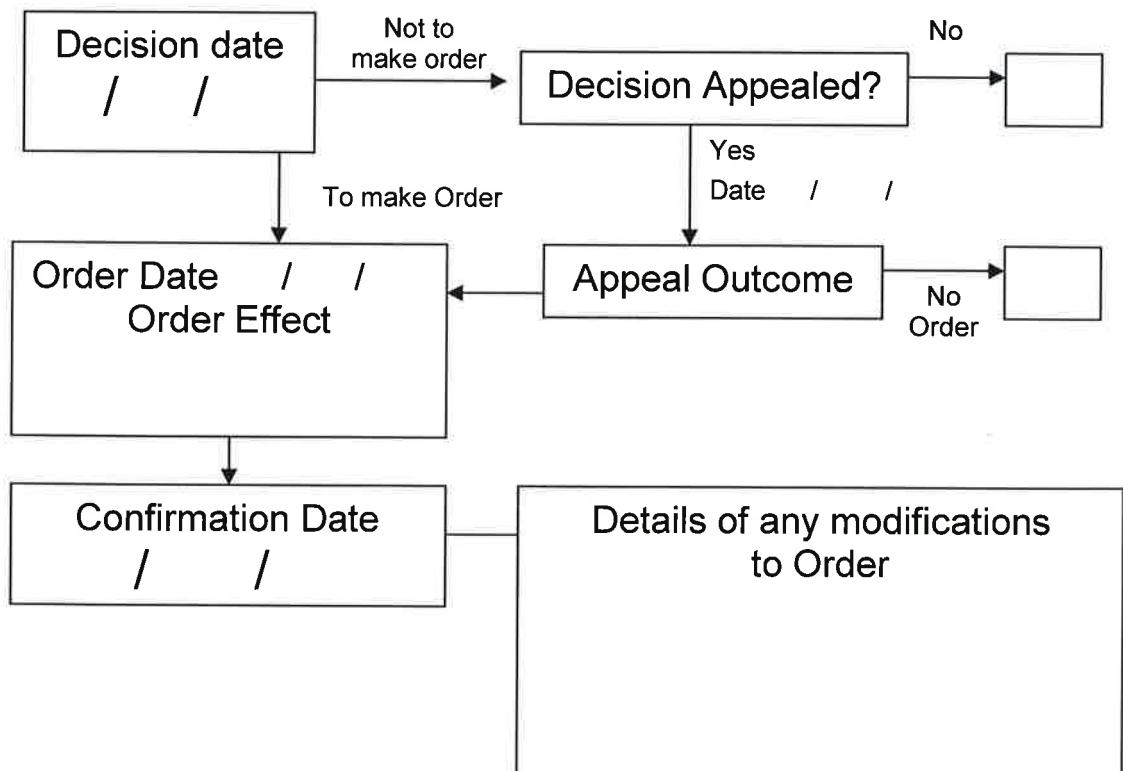 Decision date
/ /
Not to
make order
Decision Appealed?
No
Yes
Date / /
To make Order
Order Date / /
Order Effect
Appeal Outcome
No
Order
Confirmation Date
/ /
Details of any modifications
to Order